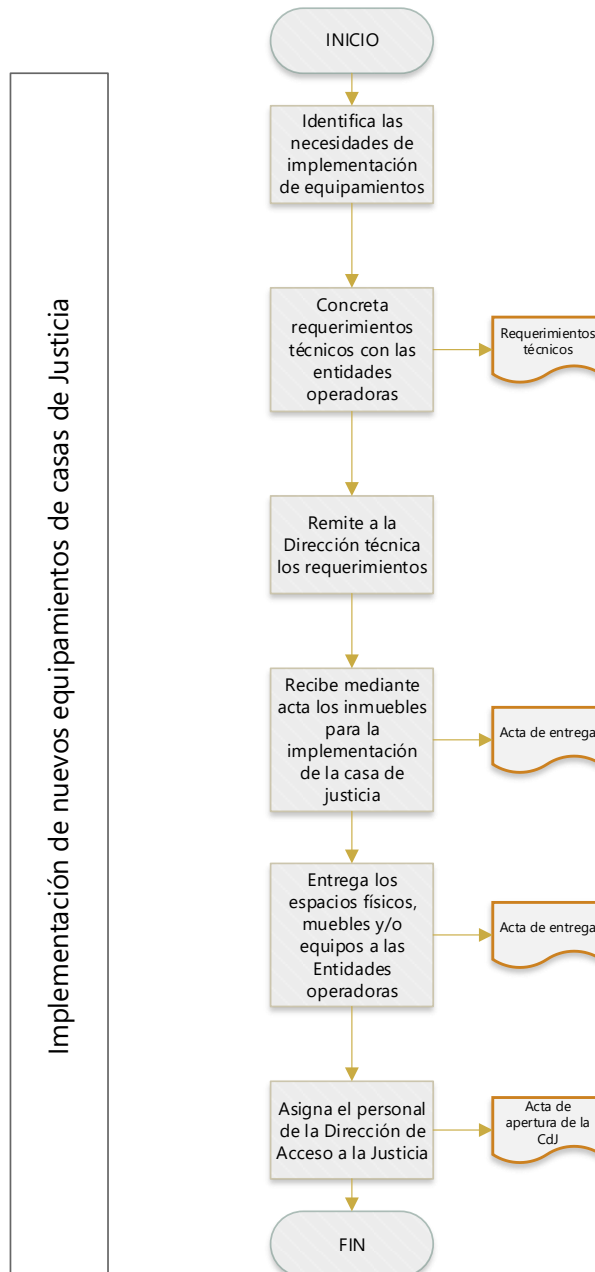 Implementación de nuevos equipamientos de casas de Justicia
INICIO
Identifica las
necesidades de
implementación
de equipamientos
Concreta
requerimientos
técnicos con las
entidades
operadoras
Requerimientos
técnicos
Remite a la
Dirección técnica
los requerimientos
Recibe mediante
acta los inmuebles
para la
implementación
de la casa de
justicia
Acta de entrega
Entrega los
espacios físicos,
muebles y/o
equipos a las
Entidades
operadoras
Acta de entrega
Asigna el personal
de la Dirección de
Acceso a la Justicia
Acta de
apertura de la
CdJ
FIN